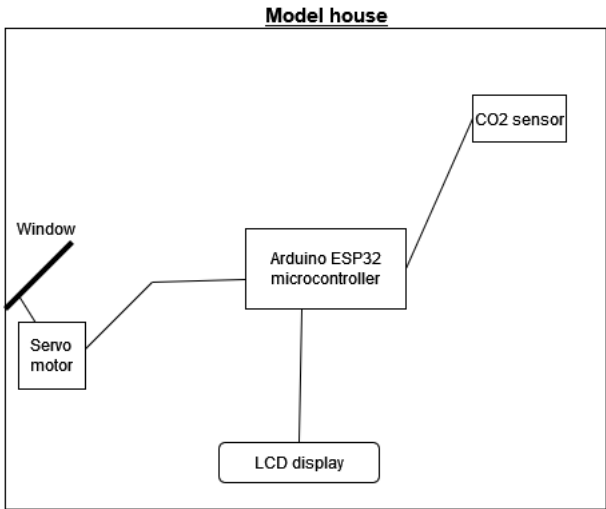 Model house
CO2 sensor
Window
Arduino ESP32
microcontroller
Servo
motor
LCD display